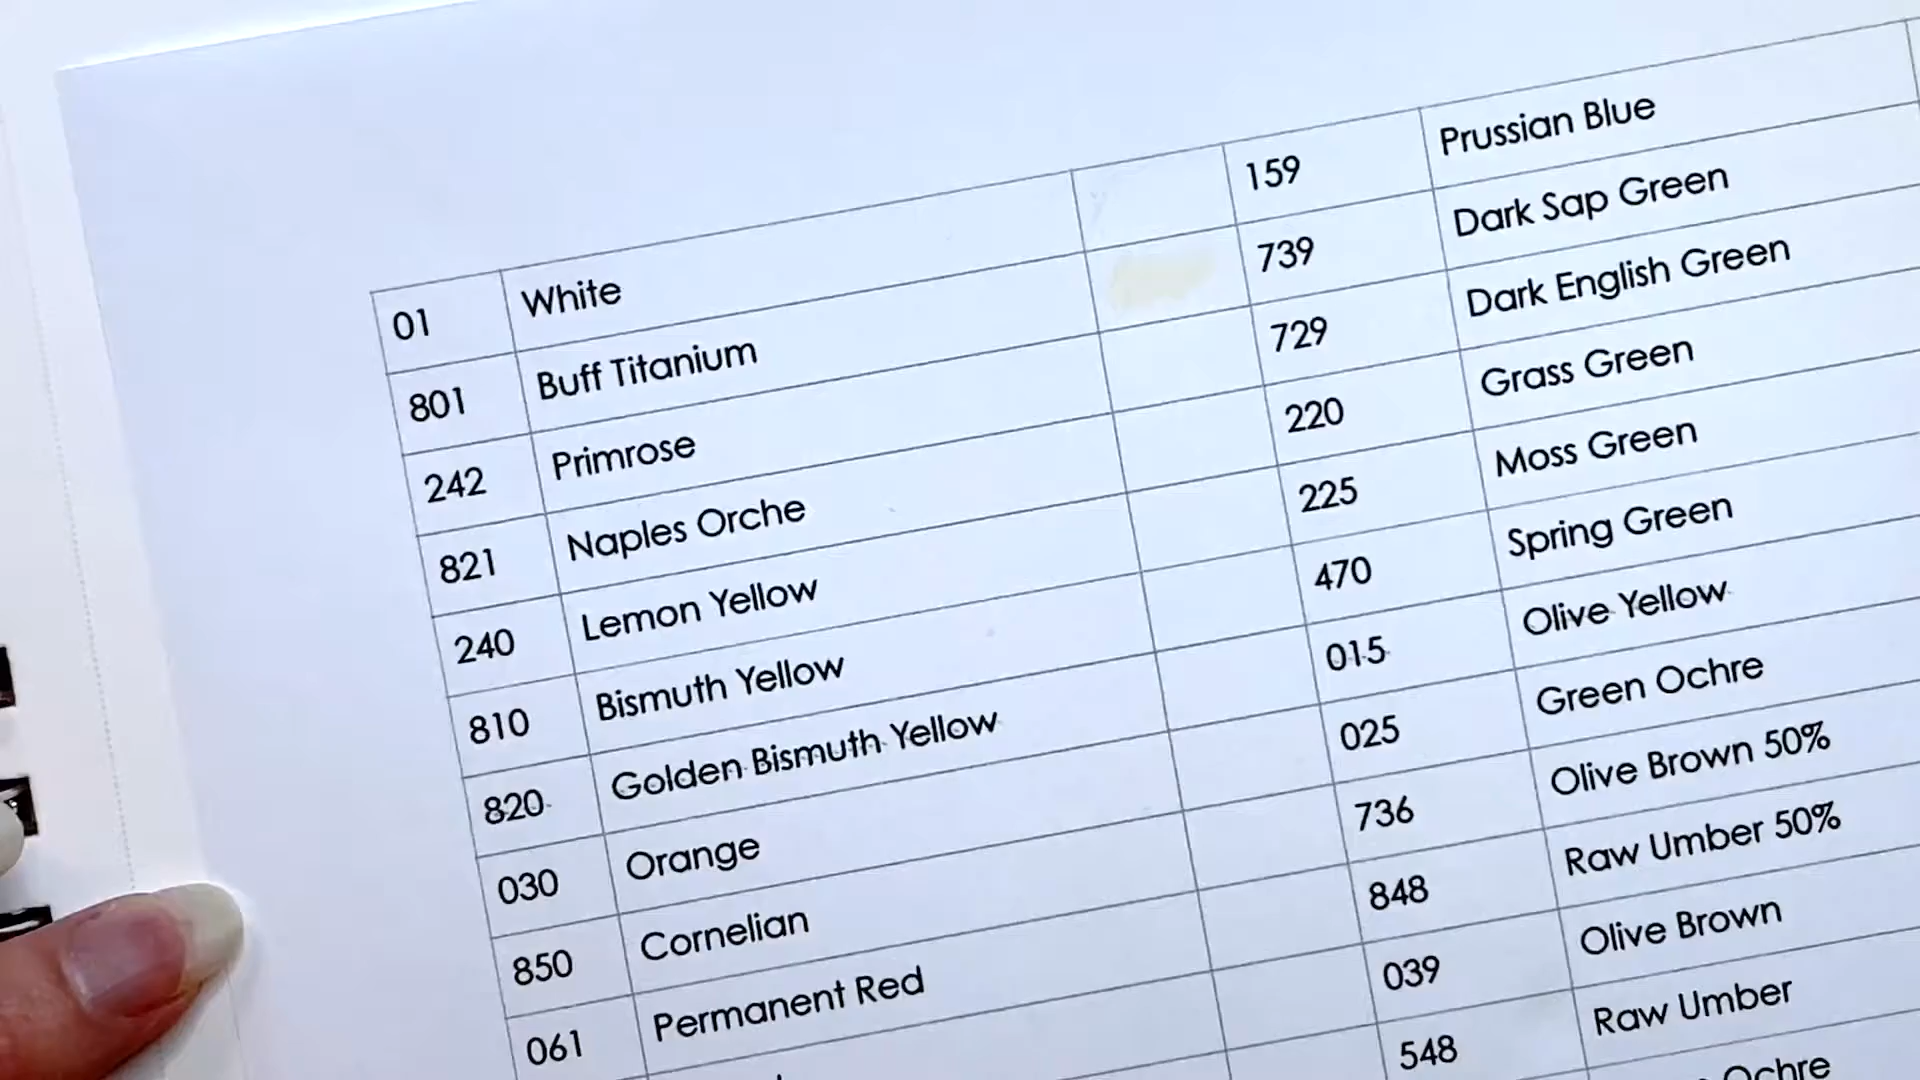 01 White 159 Prussian Blue
801 Buff Titanium 739 Dark Sap Green
242 Primrose 729 Dark English Green
821 Naples Orche 220 Grass Green
240 Lemon Yellow 225 Moss Green
810 Bismuth Yellow 470 Spring Green
820 Golden Bismuth Yellow 015 Olive Yellow
030 Orange 025 Green Ochre
850 Cornelian 736 Olive Brown 50%
061 Permanent Red 848 Raw Umber 50%
039 Olive Brown
548 Raw Umber
Ochre